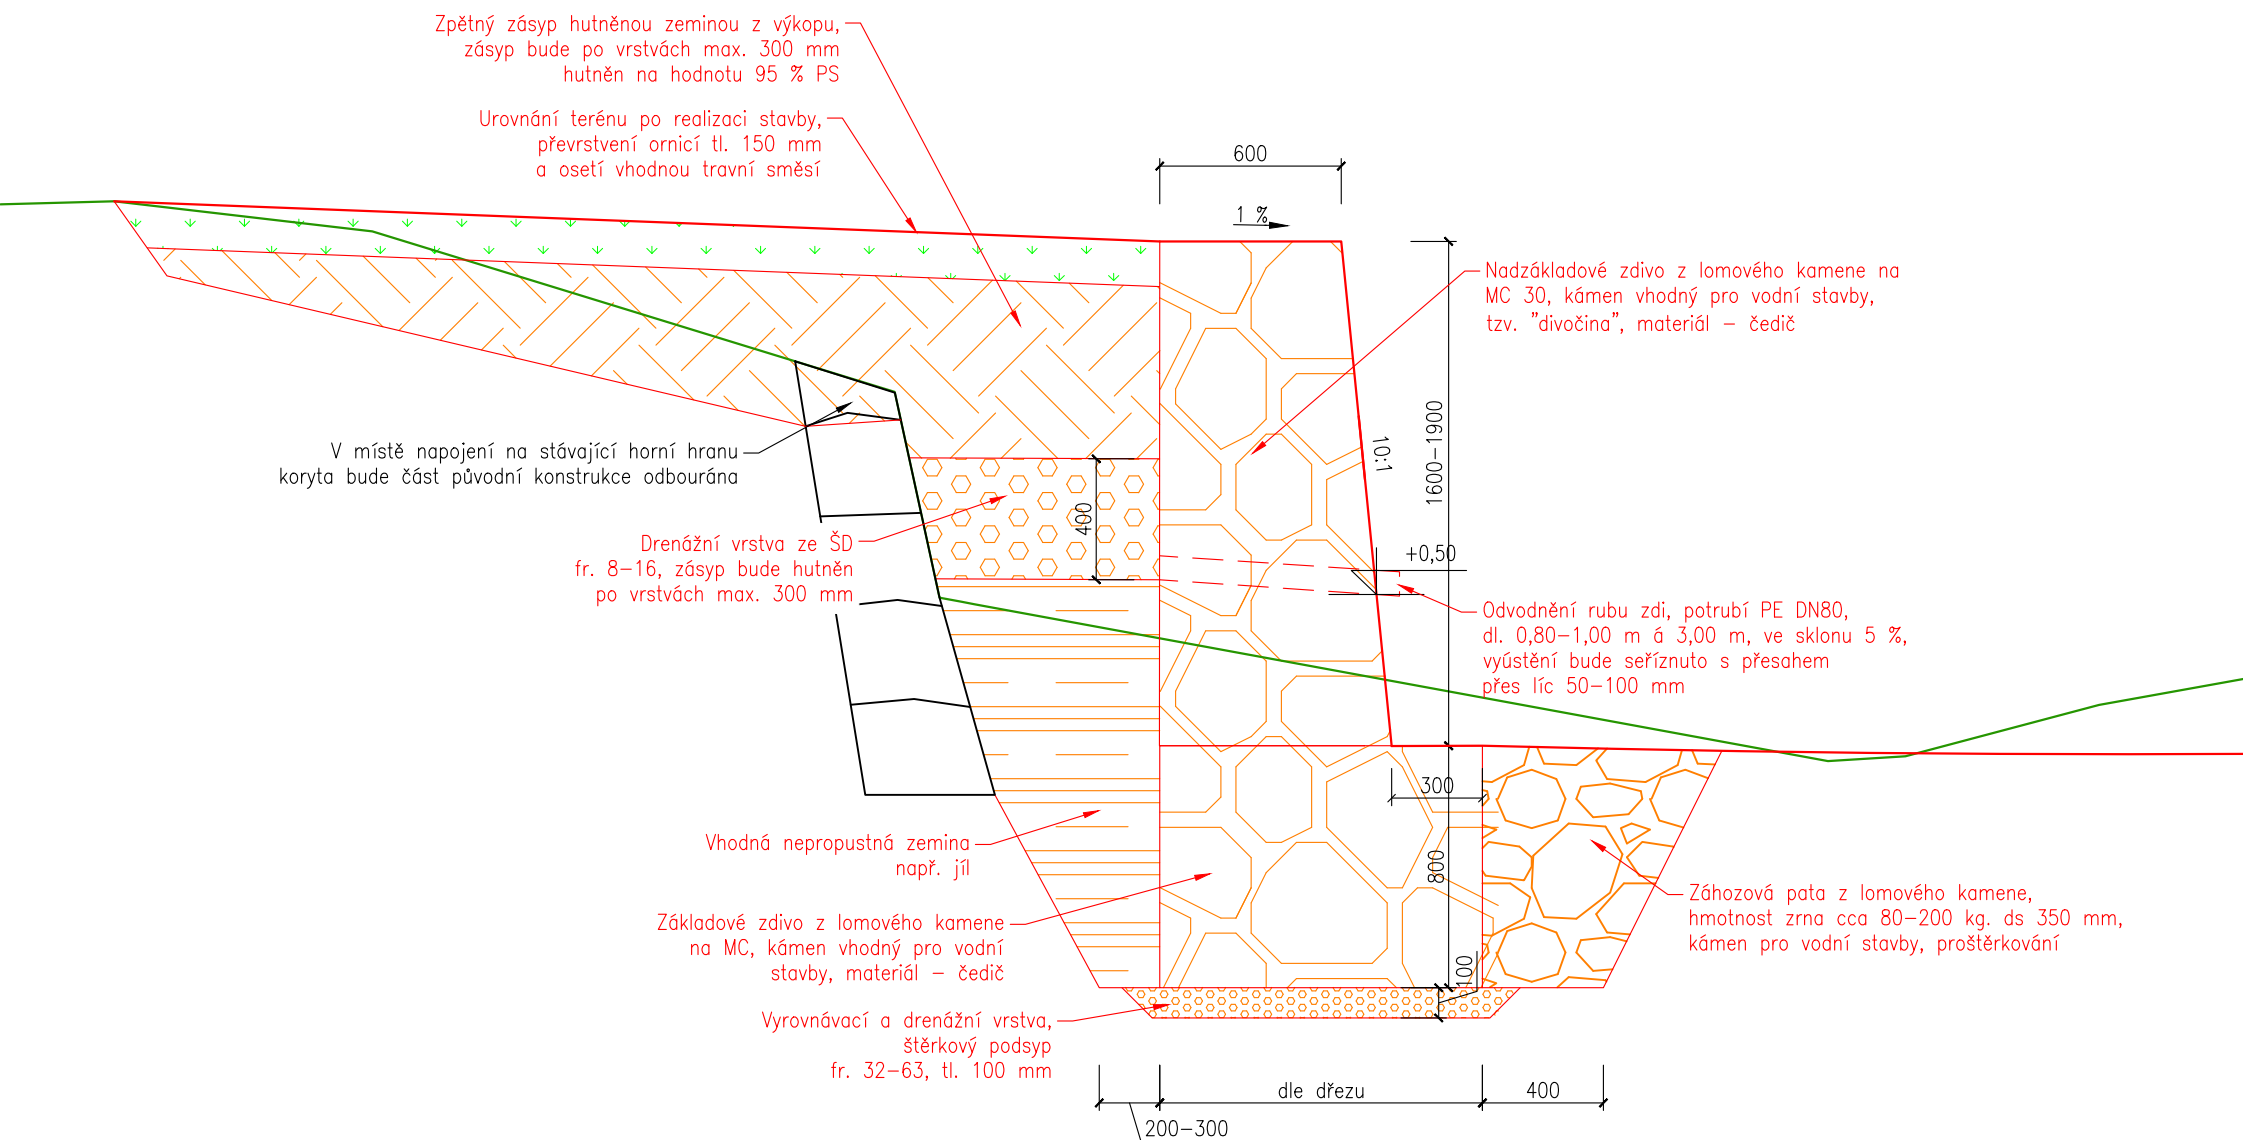 Zpětný zásyp hutněnou zeminou z výkopu,
zásyp bude po vrstvách max. 300 mm
hutněn na hodnotu 95 % PS
Urovnání terénu po realizaci stavby,
převrstvení ornicí tl. 150 mm
a osetí vhodnou travní směsí
600
1 %
Nadzákladové zdivo z lomového kamene na
MC 30, kámen vhodný pro vodní stavby,
tzv. "divočina", materiál – čedič
10:1
1600–1900
V místě napojení na stávající horní hranu
koryta bude část původní konstrukce odbourána
400
Drenážní vrstva ze ŠD
fr. 8–16, zásyp bude hutněn
po vrstvách max. 300 mm
+0,50
Odvodnění rubu zdi, potrubí PE DN80,
dl. 0,80–1,00 m á 3,00 m, ve sklonu 5 %,
vyústění bude seříznuto s přesahem
přes líc 50–100 mm
300
Vhodná nepropustná zemina
např. jíl
800
Základové zdivo z lomového kamene
na MC, kámen vhodný pro vodní
stavby, materiál – čedič
Záhozová pata z lomového kamene,
hmotnost zrna cca 80–200 kg. ds 350 mm,
kámen pro vodní stavby, proštěrkování
100
Vyrovnávací a drenážní vrstva,
štěrkový podsyp
fr. 32–63, tl. 100 mm
dle dřezu
400
200–300